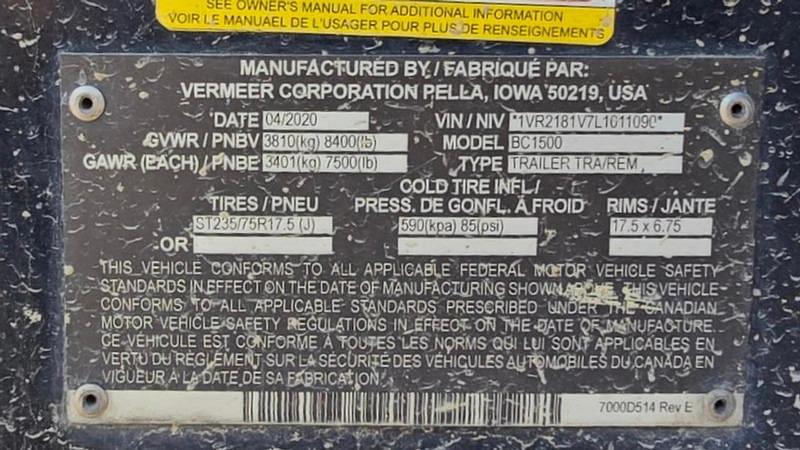 SEE OWNER'S MANUAL FOR ADDITIONAL INFORMATION
VOIR LE MANUAEL DE L'USAGER POUR PLUS DE RENSEIGNEMENTS
MANUFACTURED BY / FABRIQUÉ PAR:
VERMEER CORPORATION PELLA, IOWA 50219, USA
DATE 04/2020 VIN / NIV *1VR2181V7L1011090*
GVWR / PNBV 3810(kg) 8400(lb) MODEL BC1500
GAWR (EACH) / PNBE 3401(kg) 7500(lb) TYPE TRAILER TRA/REM
COLD TIRE INFL /
TIRES / PNEU PRESS. DE GONFL. À FROID RIMS / JANTE
ST235/75R17.5 (J) 590(kpa) 85(psi) 17.5 x 6.75
OR
THIS VEHICLE CONFORMS TO ALL APPLICABLE FEDERAL MOTOR VEHICLE SAFETY
STANDARDS IN EFFECT ON THE DATE OF MANUFACTURING SHOWN ABOVE. THIS VEHICLE
CONFORMS TO ALL APPLICABLE STANDARDS PRESCRIBED UNDER THE CANADIAN
MOTOR VEHICLE SAFETY REGULATIONS IN EFFECT ON THE DATE OF MANUFACTURE.
CE VÉHICULE EST CONFORME À TOUTES LES NORMS QUI LUI SONT APPLICABLES EN
VERTU DU RÈGLEMENT SUR LA SÉCURITÉ DES VÉHICULES AUTOMOBILES DU CANADA EN
VIGUEUR À LA DATE DE SA FABRICATION.
7000D514 Rev E